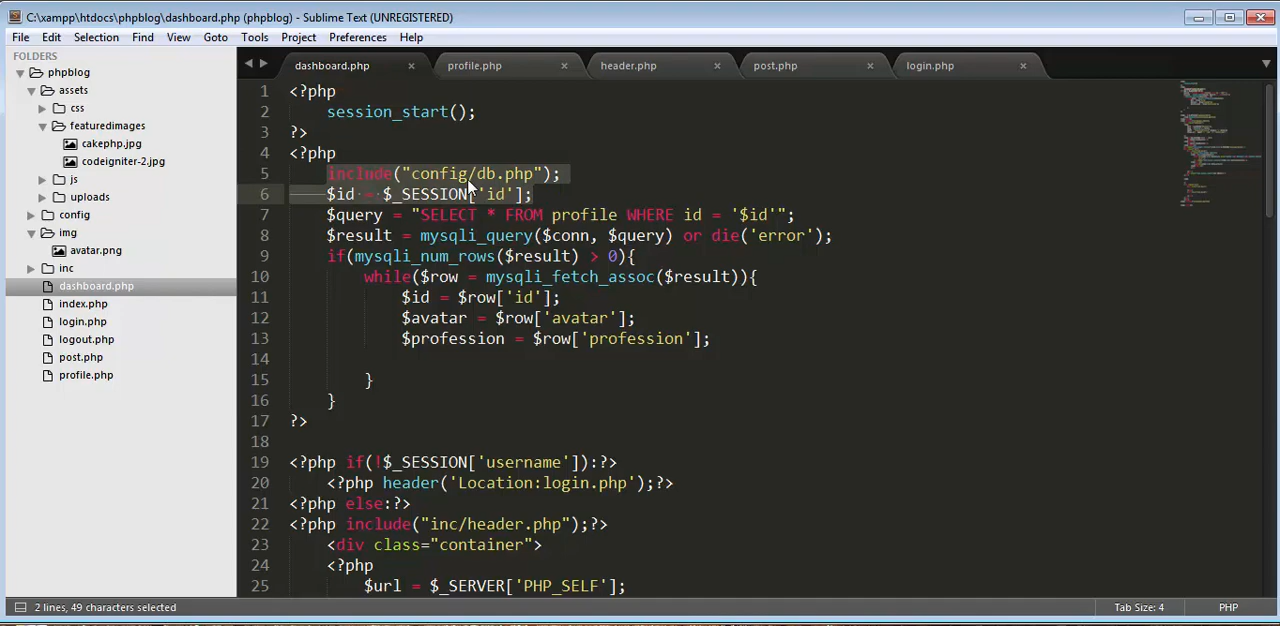 C:\xampp\htdocs\phpblog\dashboard.php (phpblog) - Sublime Text (UNREGISTERED)
File Edit Selection Find View Goto Tools Project Preferences Help
FOLDERS
phpblog
assets
css
featuredimages
cakephp.jpg
codeigniter-2.jpg
js
uploads
config
img
avatar.png
inc
dashboard.php
index.php
login.php
logout.php
post.php
profile.php
dashboard.php × profile.php × header.php × post.php × login.php ×
1 <?php
2 session_start();
3 ?>
4 <?php
5 include("config/db.php");
6 $id = $_SESSION['id'];
7 $query = "SELECT * FROM profile WHERE id = '$id'";
8 $result = mysqli_query($conn, $query) or die('error');
9 if(mysqli_num_rows($result) > 0){
10 while($row = mysqli_fetch_assoc($result)){
11 $id = $row['id'];
12 $avatar = $row['avatar'];
13 $profession = $row['profession'];
14
15 }
16 }
17 ?>
18
19 <?php if(!$_SESSION['username']):?>
20 <?php header('Location:login.php');?>
21 <?php else:?>
22 <?php include("inc/header.php");?>
23 <div class="container">
24 <?php
25 $url = $_SERVER['PHP_SELF'];
2 lines, 49 characters selected
Tab Size: 4 PHP